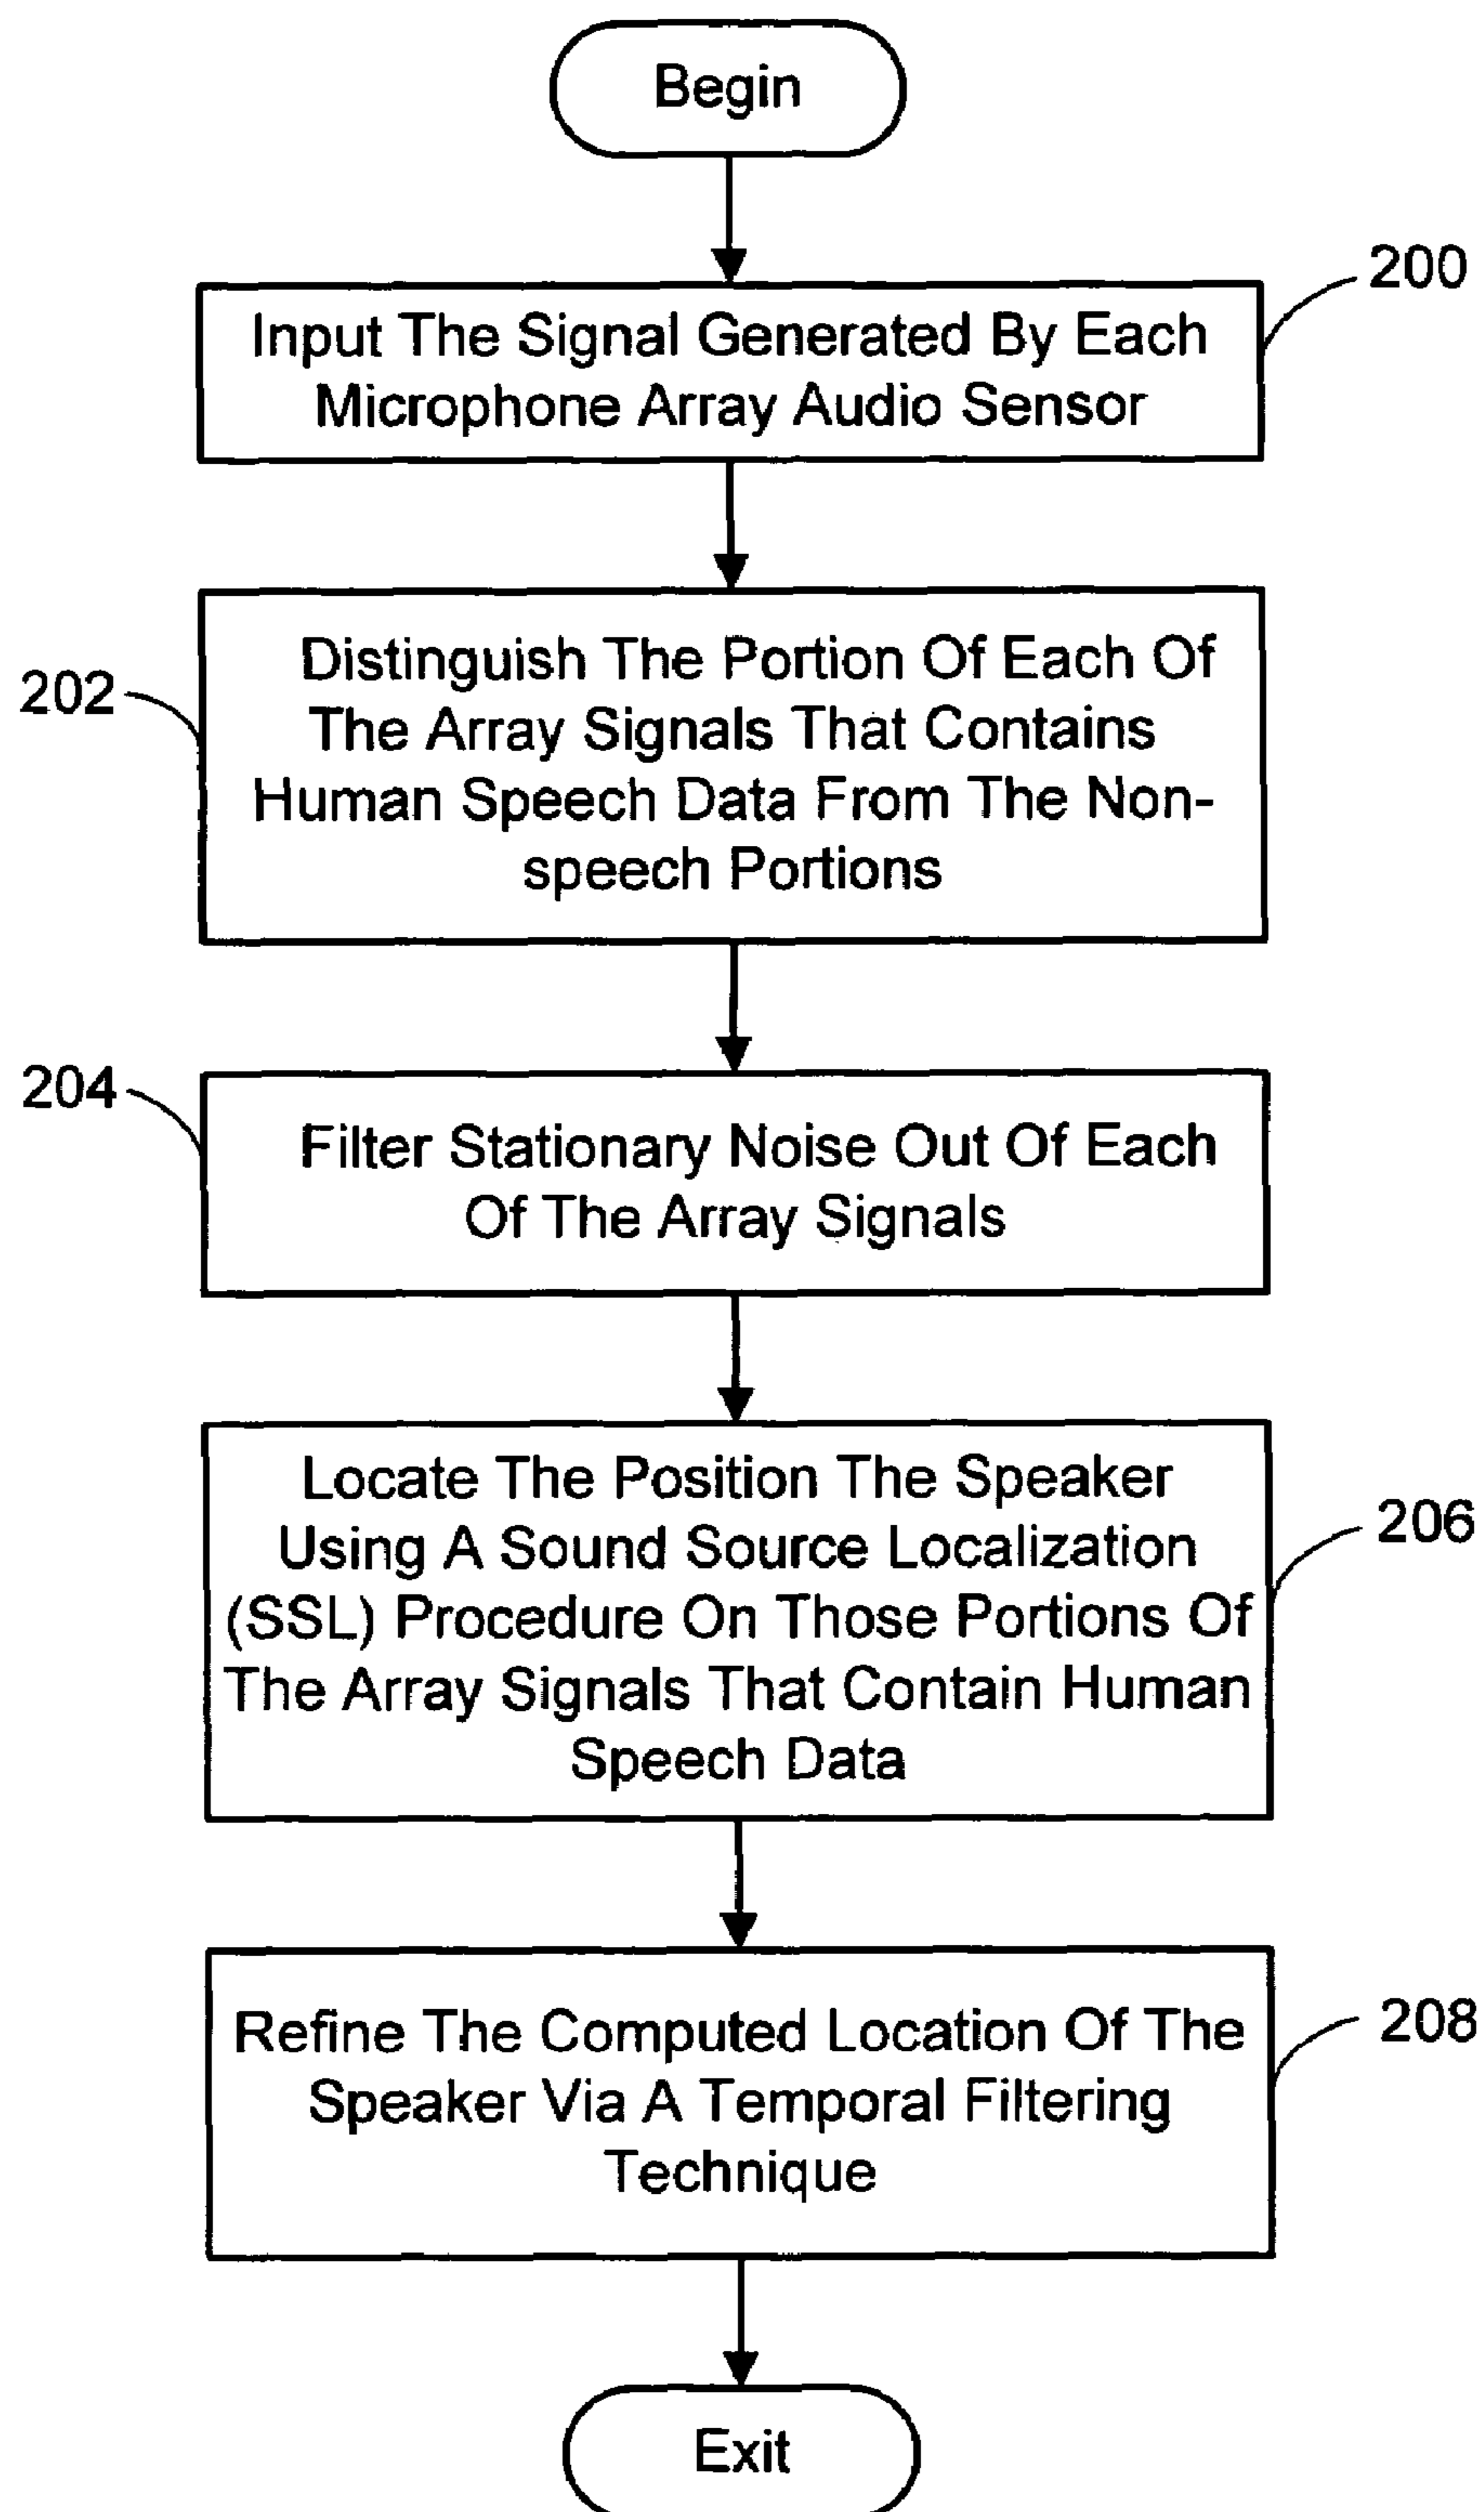 Begin
200
Input The Signal Generated By Each
Microphone Array Audio Sensor
202
Distinguish The Portion Of Each Of
The Array Signals That Contains
Human Speech Data From The Non-
speech Portions
204
Filter Stationary Noise Out Of Each
Of The Array Signals
206
Locate The Position The Speaker
Using A Sound Source Localization
(SSL) Procedure On Those Portions Of
The Array Signals That Contain Human
Speech Data
208
Refine The Computed Location Of The
Speaker Via A Temporal Filtering
Technique
Exit